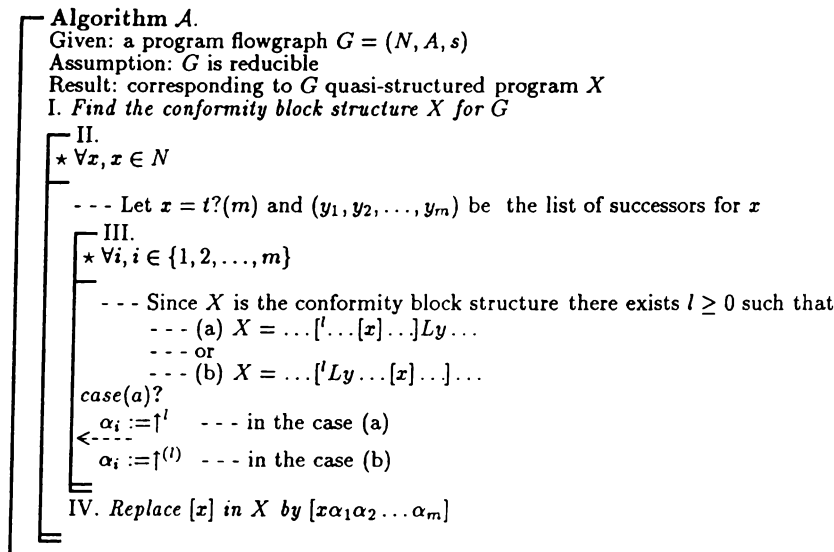 Algorithm 𝒜.
Given: a program flowgraph G = (N, A, s)
Assumption: G is reducible
Result: corresponding to G quasi-structured program X
I. Find the conformity block structure X for G
II.
⋆ ∀x, x ∈ N
- - - Let x = t?(m) and (y₁, y₂, ..., yₘ) be the list of successors for x
III.
⋆ ∀i, i ∈ {1, 2, ..., m}
- - - Since X is the conformity block structure there exists l ≥ 0 such that
- - - (a) X = ...[ˡ...[x]...]Ly...
- - - or
- - - (b) X = ...[ˡLy...[x]...]...
case(a)?
αᵢ :=↑ˡ - - - in the case (a)
<- - - -
αᵢ :=↑⁽ˡ⁾ - - - in the case (b)
IV. Replace [x] in X by [xα₁α₂...αₘ]